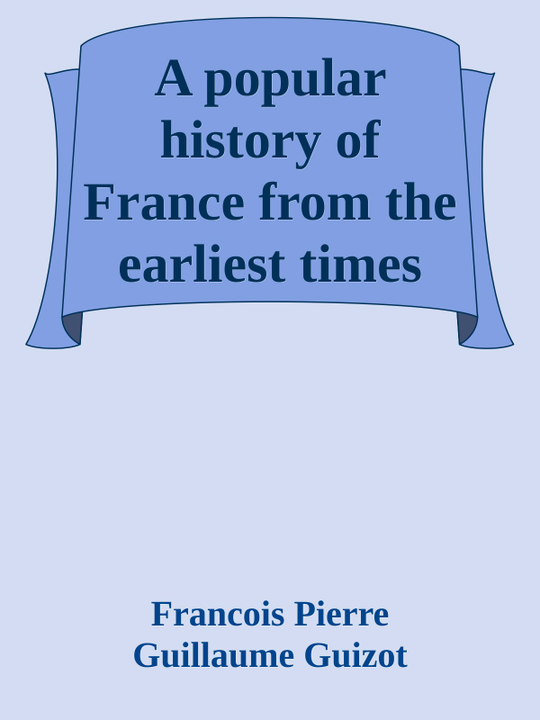 A popular
history of
France from the
earliest times
Francois Pierre
Guillaume Guizot